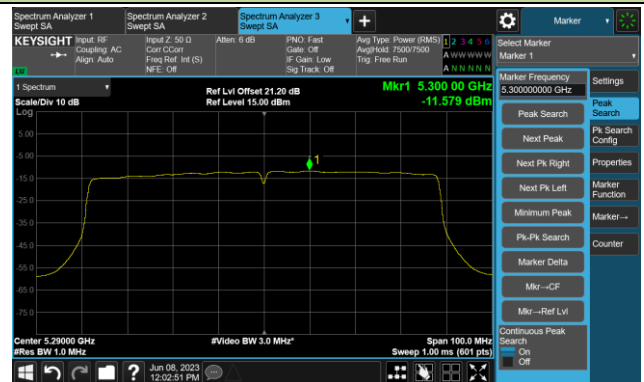 Spectrum Analyzer 1
Swept SA
Spectrum Analyzer 2
Swept SA
Spectrum Analyzer 3
Swept SA
Marker
KEYSIGHT
Input: RF
Coupling: AC
Align: Auto
Input Z: 50 Ω
Corr CCorr
Freq Ref: Int (S)
NFE: Off
Atten: 6 dB
PNO: Fast
Gate: Off
IF Gain: Low
Sig Track: Off
Avg Type: Power (RMS)
Avg|Hold: 7500/7500
Trig: Free Run
1 2 3 4 5 6
A W W W W W
A N N N N N
LW
Select Marker
Marker 1
1 Spectrum
Scale/Div 10 dB
Log
Ref Lvl Offset 21.20 dB
Ref Level 15.00 dBm
Mkr1 5.300 00 GHz
-11.579 dBm
5.00
-5.00
-15.0
-25.0
-35.0
-45.0
-55.0
-65.0
-75.0
1
Center 5.29000 GHz
#Res BW 1.0 MHz
#Video BW 3.0 MHz*
Span 100.0 MHz
Sweep 1.00 ms (601 pts)
Marker Frequency
5.300000000 GHz
Peak Search
Next Peak
Next Pk Right
Next Pk Left
Minimum Peak
Pk-Pk Search
Marker Delta
Mkr→CF
Mkr→Ref Lvl
Continuous Peak
Search
On
Off
Settings
Peak
Search
Pk Search
Config
Properties
Marker
Function
Marker→
Counter
?
Jun 08, 2023
12:02:51 PM